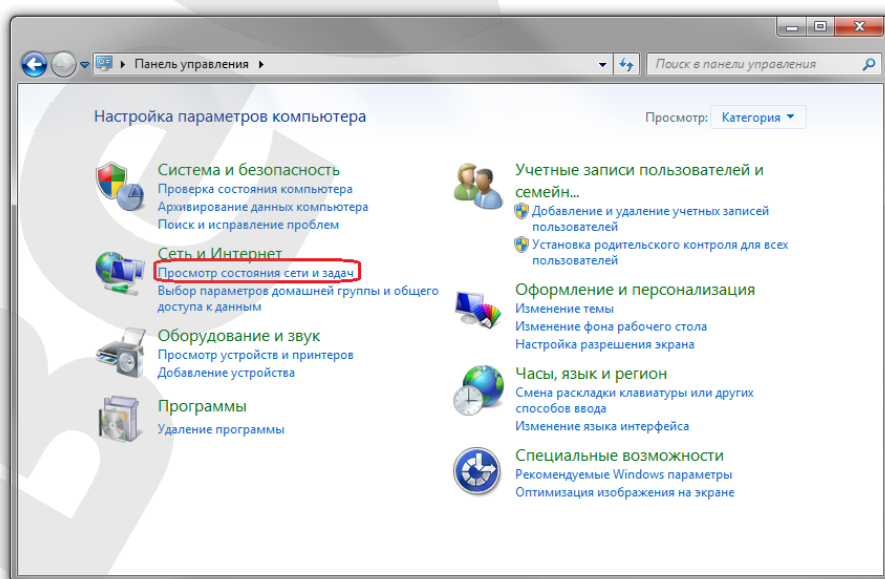 Панель управления
Поиск в панели управления
Настройка параметров компьютера
Просмотр: Категория
Система и безопасность
Проверка состояния компьютера
Архивирование данных компьютера
Поиск и исправление проблем
Сеть и Интернет
Просмотр состояния сети и задач
Выбор параметров домашней группы и общего
доступа к данным
Оборудование и звук
Просмотр устройств и принтеров
Добавление устройства
Программы
Удаление программы
Учетные записи пользователей и
семейн...
Добавление и удаление учетных записей
пользователей
Установка родительского контроля для всех
пользователей
Оформление и персонализация
Изменение темы
Изменение фона рабочего стола
Настройка разрешения экрана
Часы, язык и регион
Смена раскладки клавиатуры или других
способов ввода
Изменение языка интерфейса
Специальные возможности
Рекомендуемые Windows параметры
Оптимизация изображения на экране